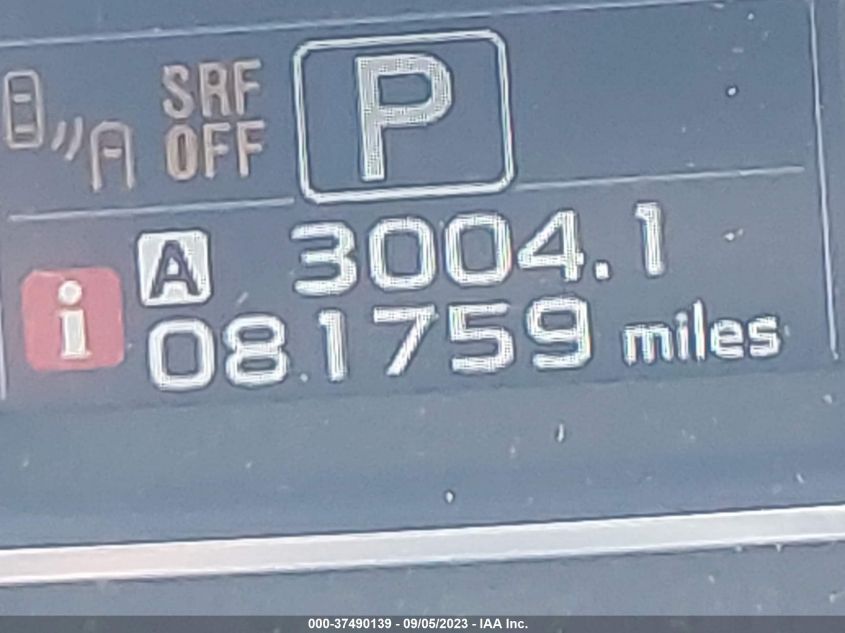 SRF
OFF
P
A 3004.1
i
081759 miles
000-37490139 - 09/05/2023 - IAA Inc.